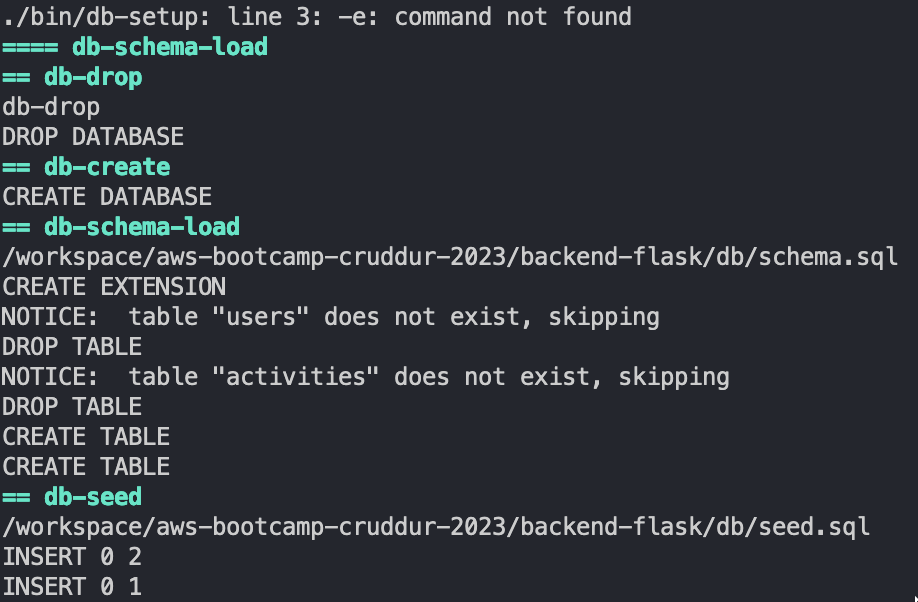 ./bin/db-setup: line 3: -e: command not found
==== db-schema-load
== db-drop
db-drop
DROP DATABASE
== db-create
CREATE DATABASE
== db-schema-load
/workspace/aws-bootcamp-cruddur-2023/backend-flask/db/schema.sql
CREATE EXTENSION
NOTICE:  table "users" does not exist, skipping
DROP TABLE
NOTICE:  table "activities" does not exist, skipping
DROP TABLE
CREATE TABLE
CREATE TABLE
== db-seed
/workspace/aws-bootcamp-cruddur-2023/backend-flask/db/seed.sql
INSERT 0 2
INSERT 0 1